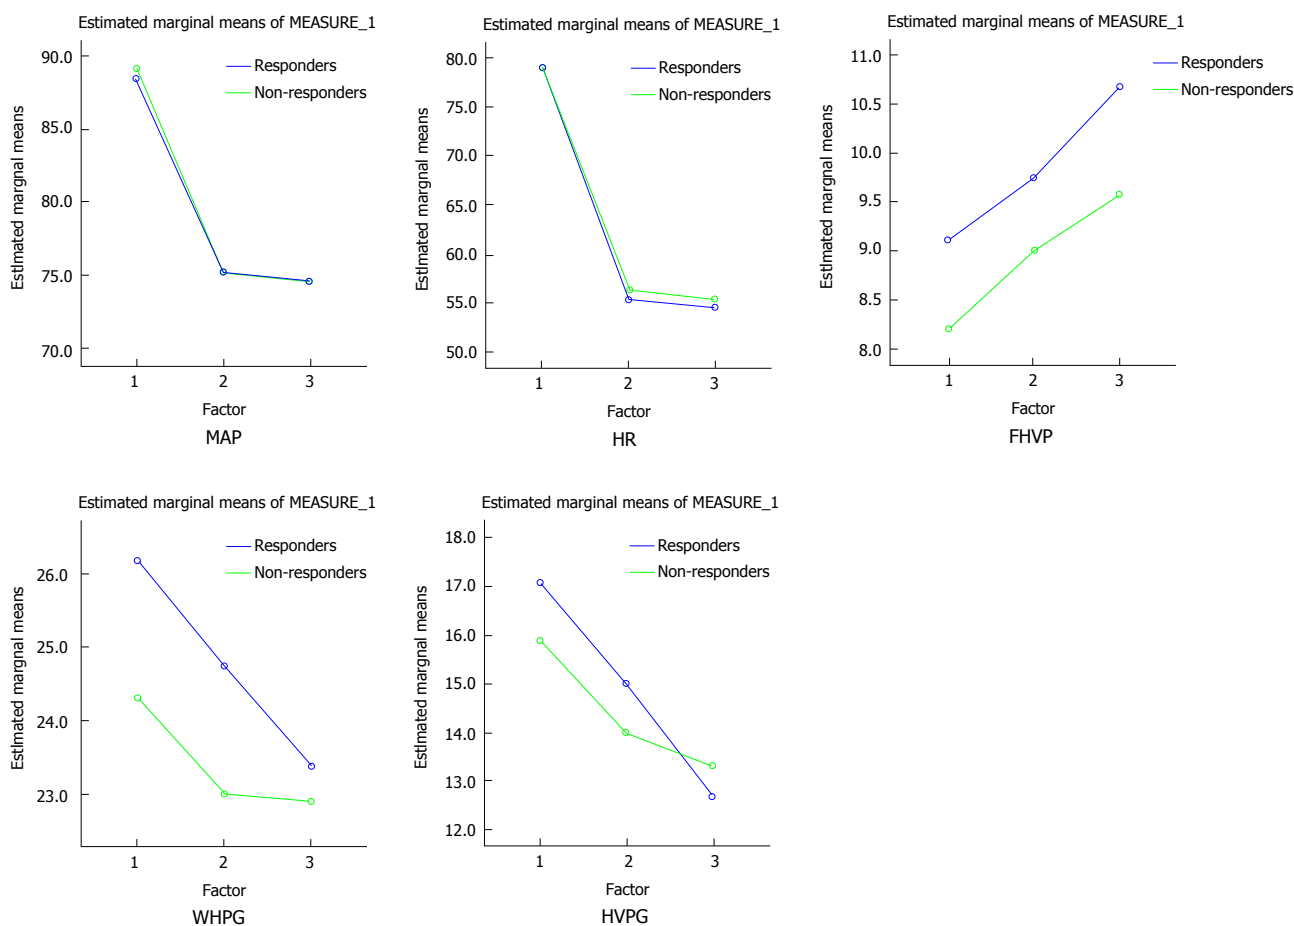 Estimated marginal means of MEASURE_1
90.0
85.0
80.0
75.0
70.0
Responders
Non-responders
Estlmated margnal means
1 2 3
Factor
MAP
Estimated marginal means of MEASURE_1
80.0
75.0
70.0
65.0
60.0
55.0
50.0
Responders
Non-responders
Estlmated margnal means
1 2 3
Factor
HR
Estimated marginal means of MEASURE_1
11.0
10.5
10.0
9.5
9.0
8.5
8.0
Responders
Non-responders
Estlmated margnal means
1 2 3
Factor
FHVP
Estimated marginal means of MEASURE_1
26.0
25.0
24.0
23.0
Responders
Non-responders
Estlmated margnal means
1 2 3
Factor
WHPG
Estimated marginal means of MEASURE_1
18.0
17.0
16.0
15.0
14.0
13.0
12.0
Responders
Non-responders
Estlmated margnal means
1 2 3
Factor
HVPG